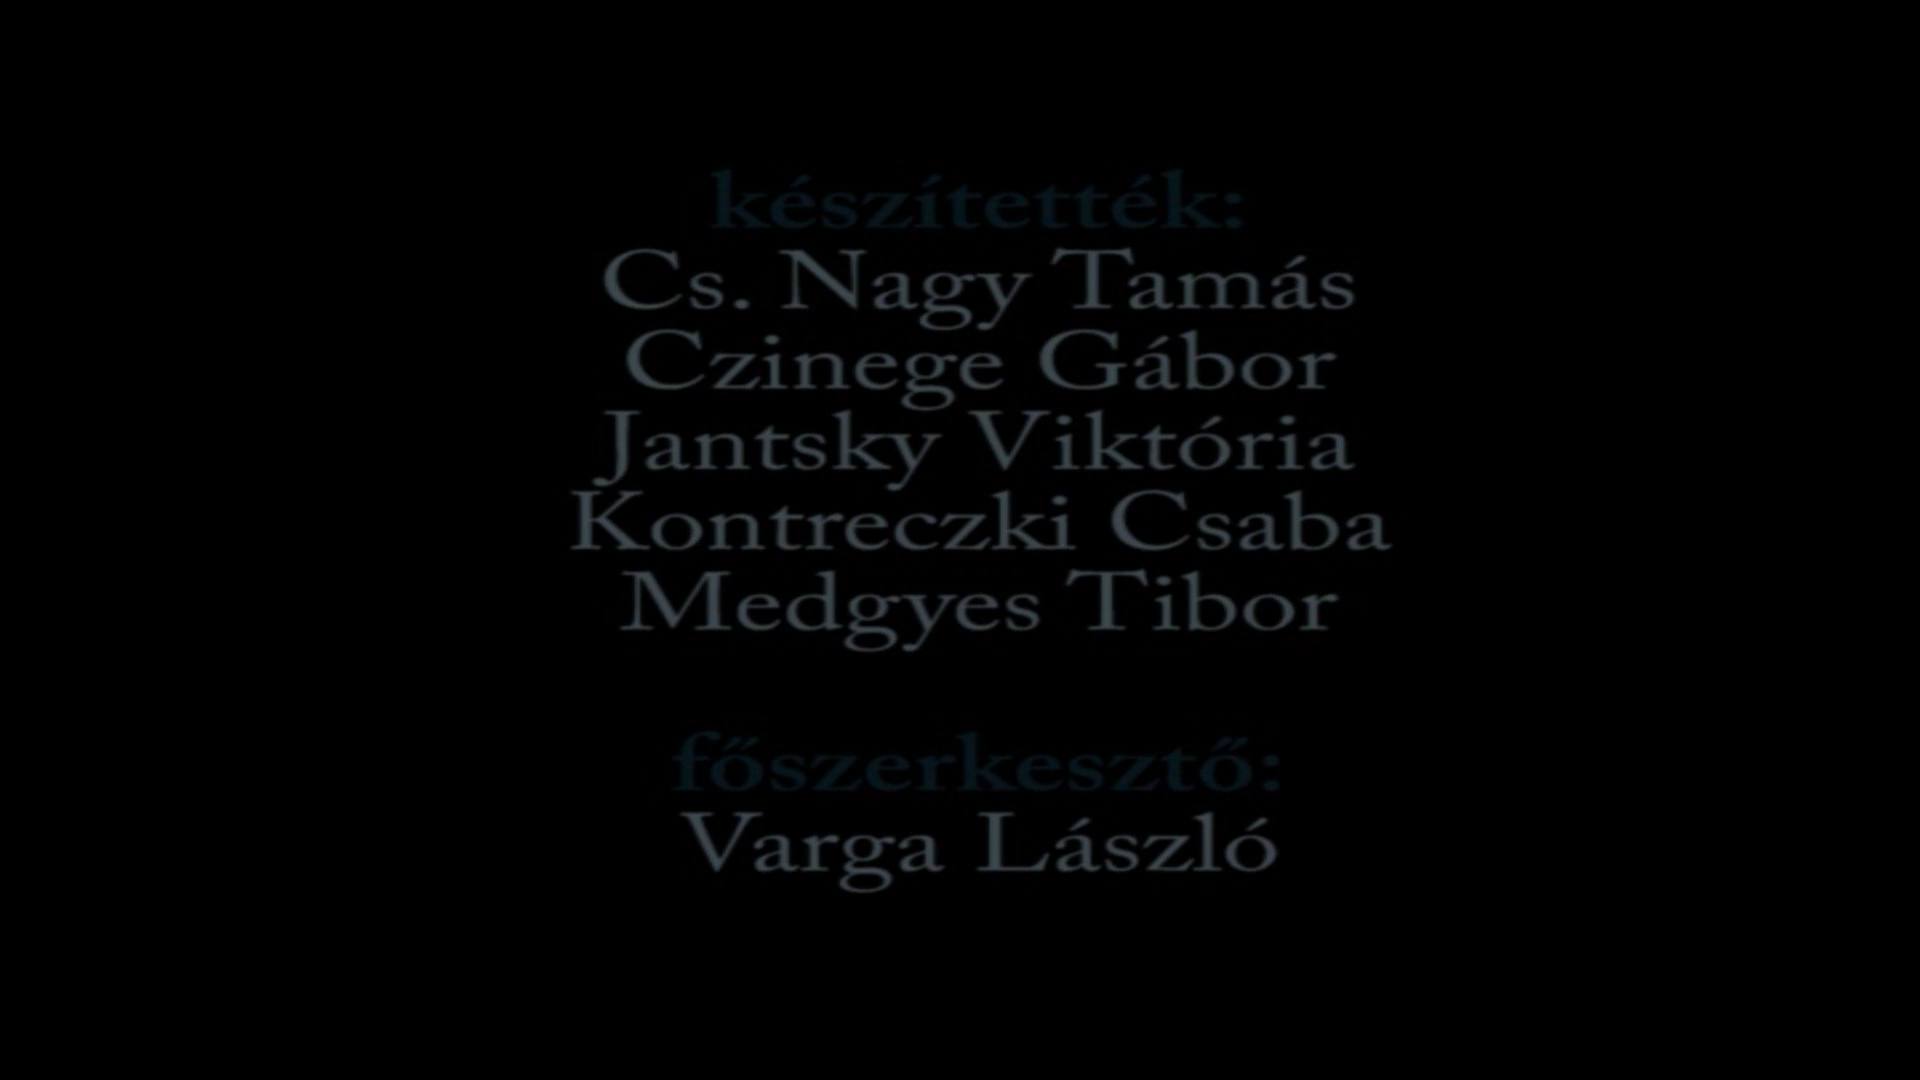 készítették:
Cs. Nagy Tamás
Czinege Gábor
Jantsky Viktória
Kontreczki Csaba
Medgyes Tibor
főszerkesztő:
Varga László